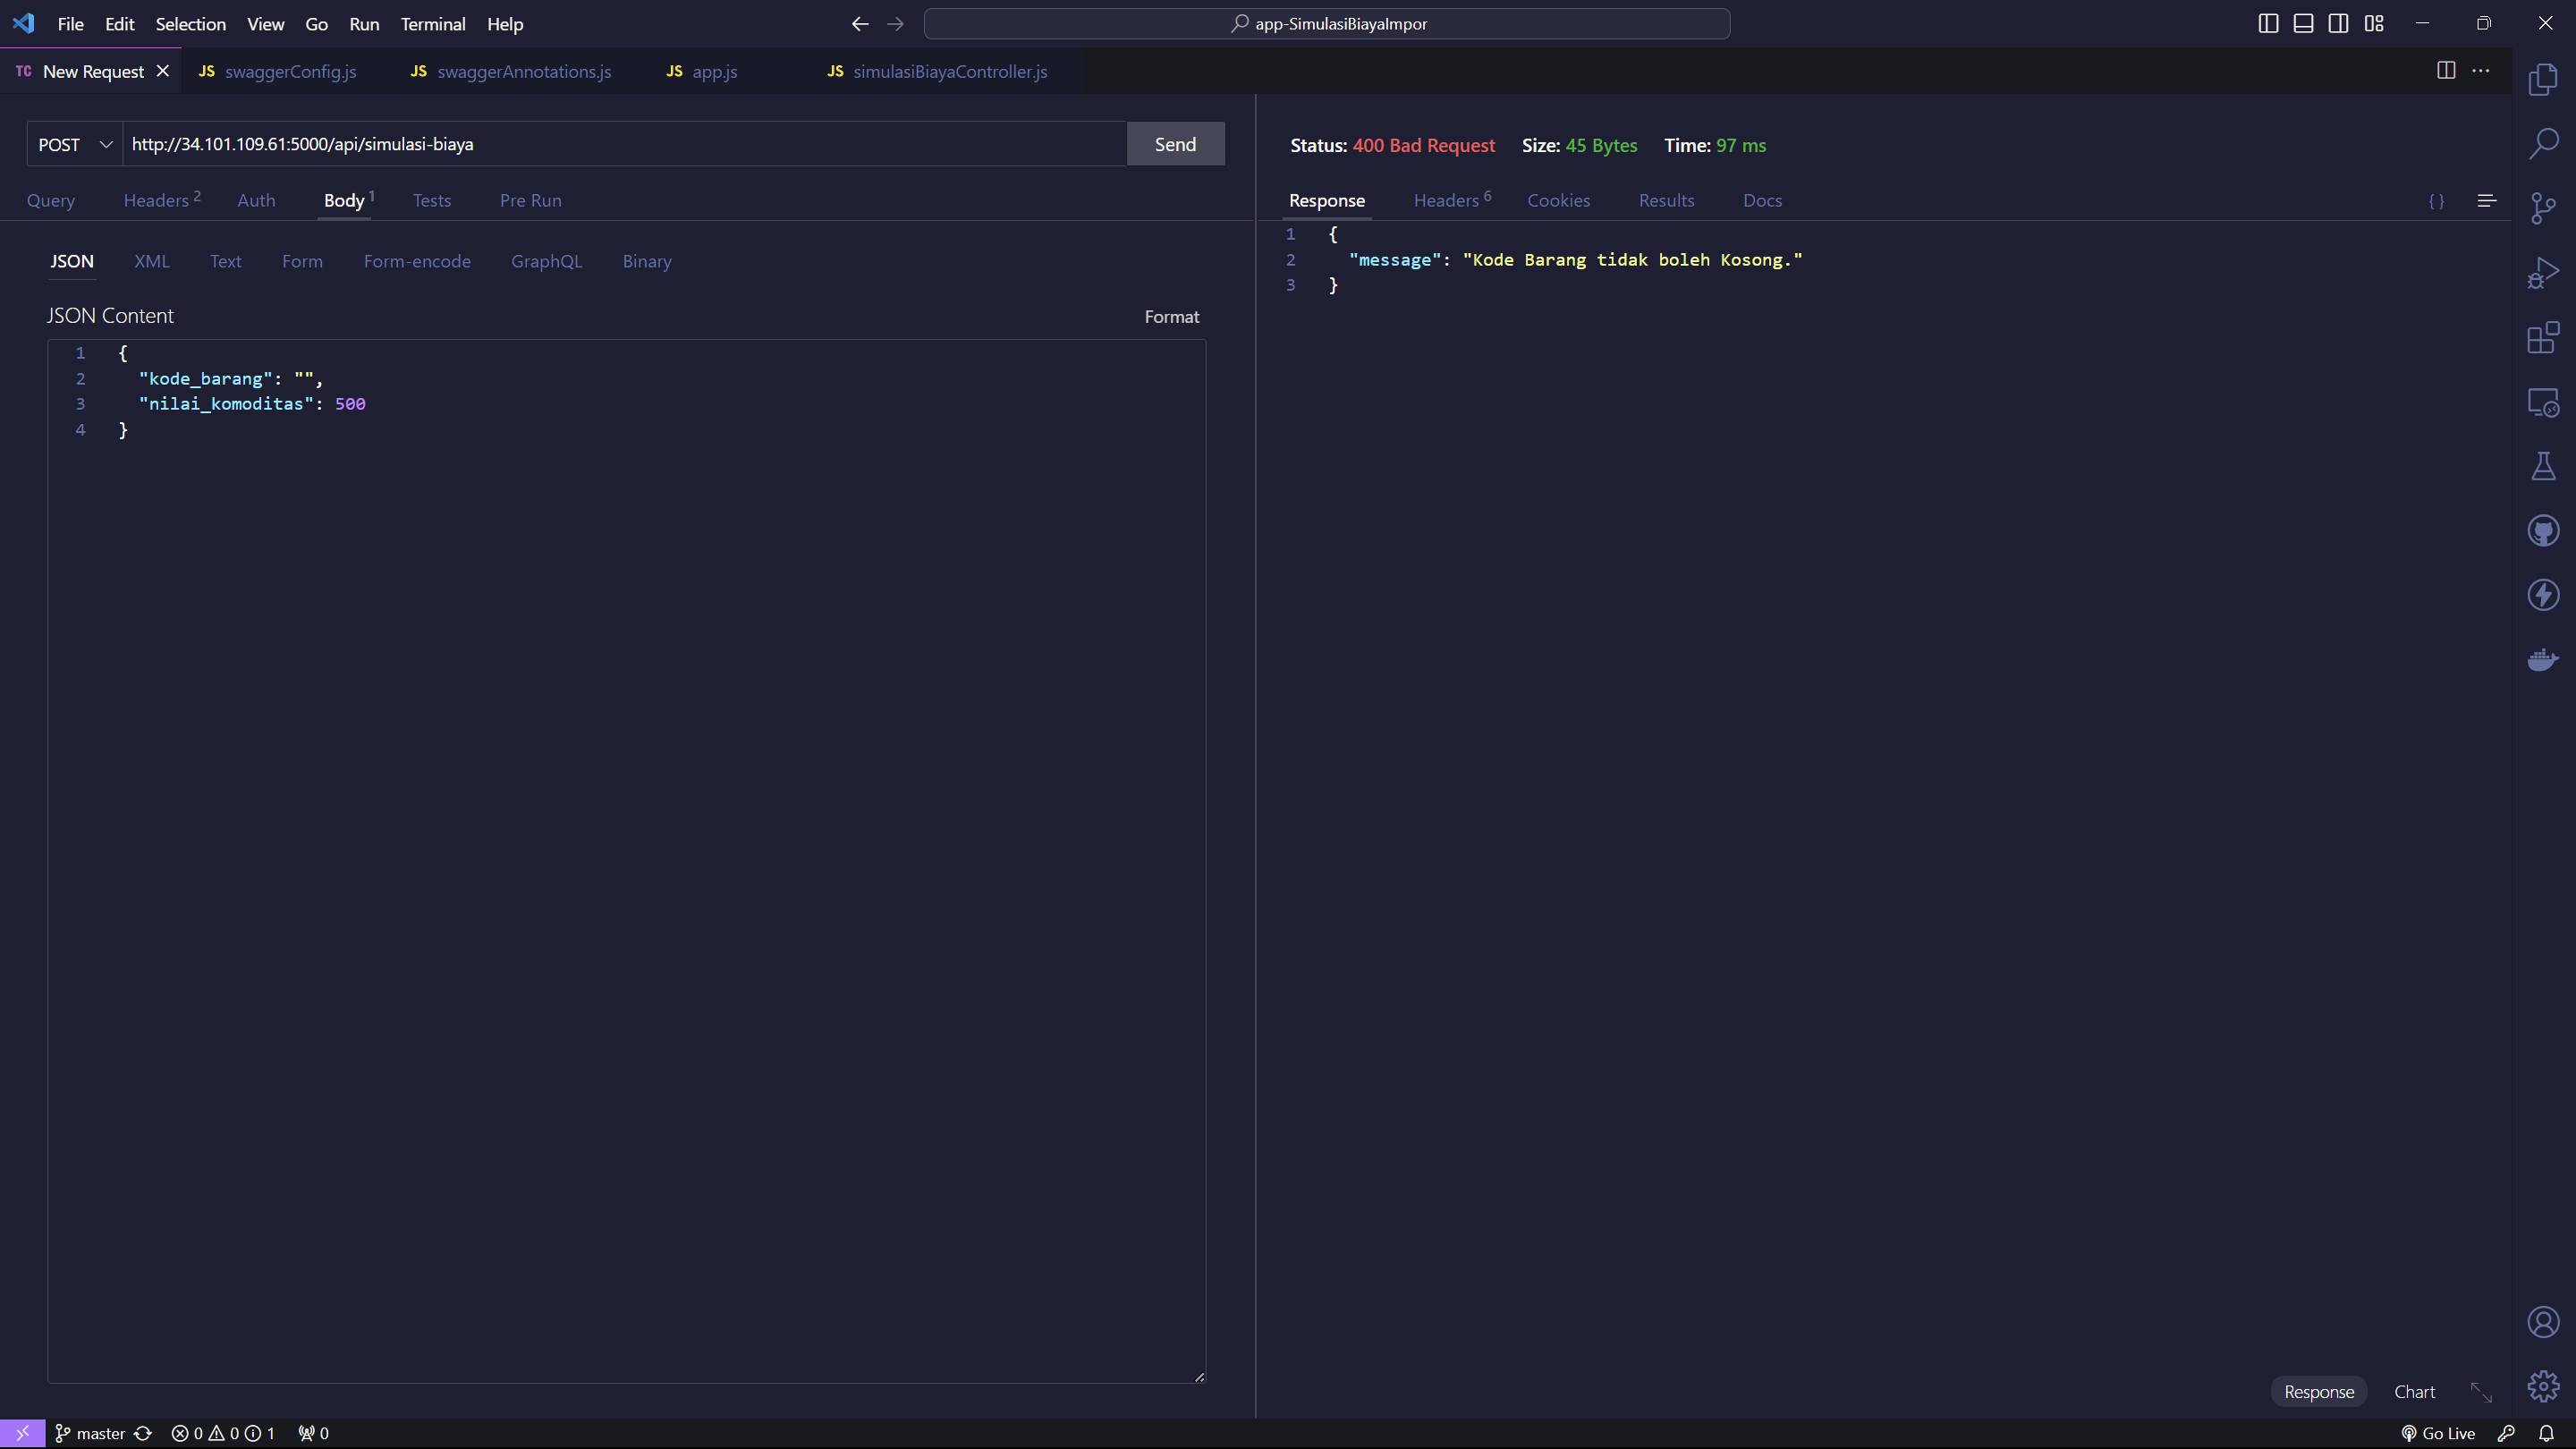 File Edit Selection View Go Run Terminal Help
app-SimulasiBiayaImpor
TC New Request JS swaggerConfig.js JS swaggerAnnotations.js JS app.js JS simulasiBiayaController.js
POST http://34.101.109.61:5000/api/simulasi-biaya Send
Query Headers 2 Auth Body 1 Tests Pre Run
JSON XML Text Form Form-encode GraphQL Binary
JSON Content Format
1 {
2 "kode_barang": "",
3 "nilai_komoditas": 500
4 }
Status: 400 Bad Request Size: 45 Bytes Time: 97 ms
Response Headers 6 Cookies Results Docs { }
1 {
2 "message": "Kode Barang tidak boleh Kosong."
3 }
Response Chart
master 0 0 1 0 Go Live